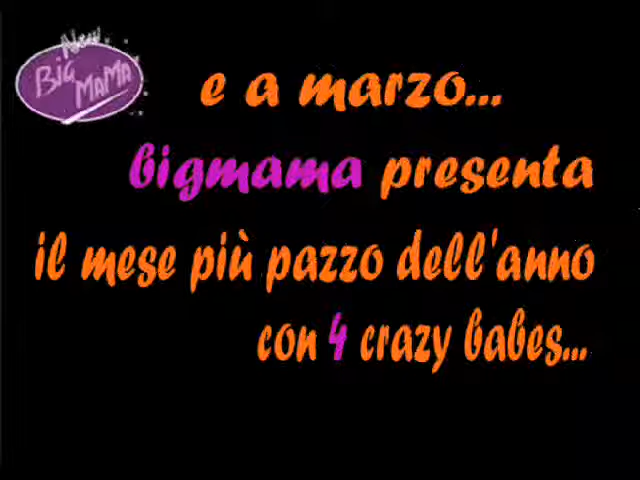 New
Big
MaMa
e a marzo...
bigmama presenta
il mese più pazzo dell'anno
con 4 crazy babes...